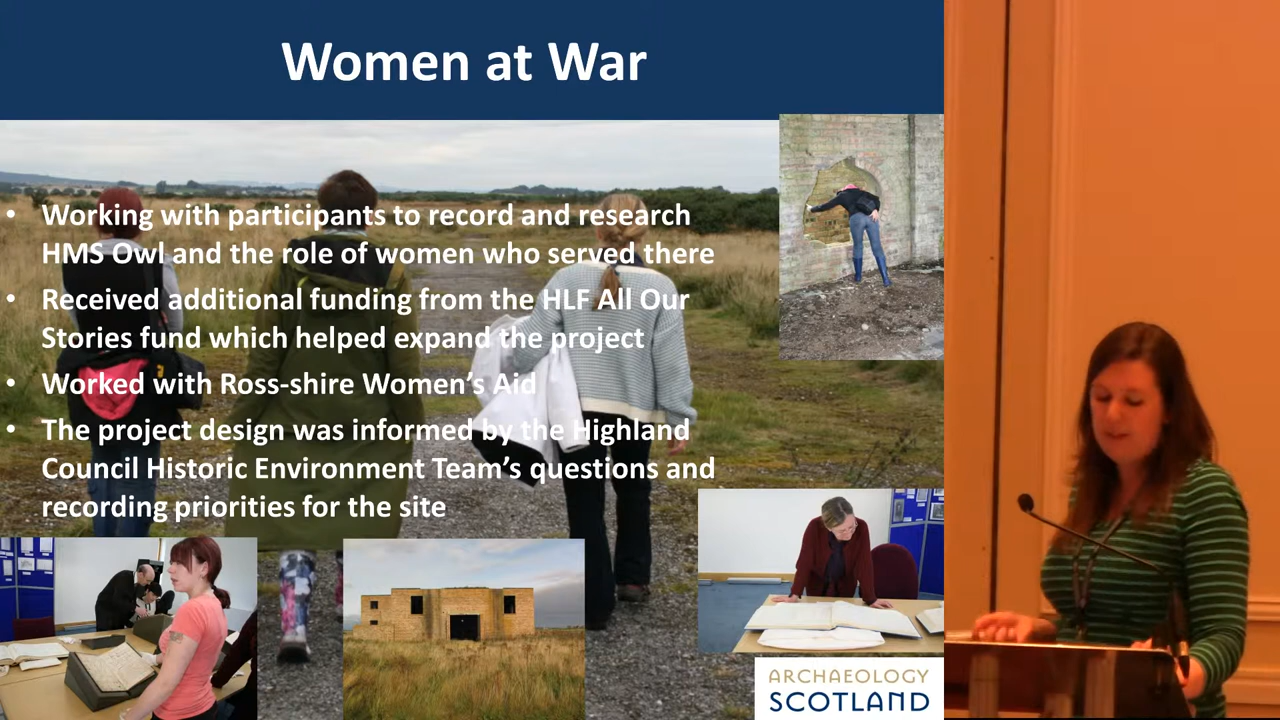 Women at War
• Working with participants to record and research
HMS Owl and the role of women who served there
• Received additional funding from the HLF All Our
Stories fund which helped expand the project
• Worked with Ross-shire Women's Aid
• The project design was informed by the Highland
Council Historic Environment Team's questions and
recording priorities for the site
ARCHAEOLOGY
SCOTLAND